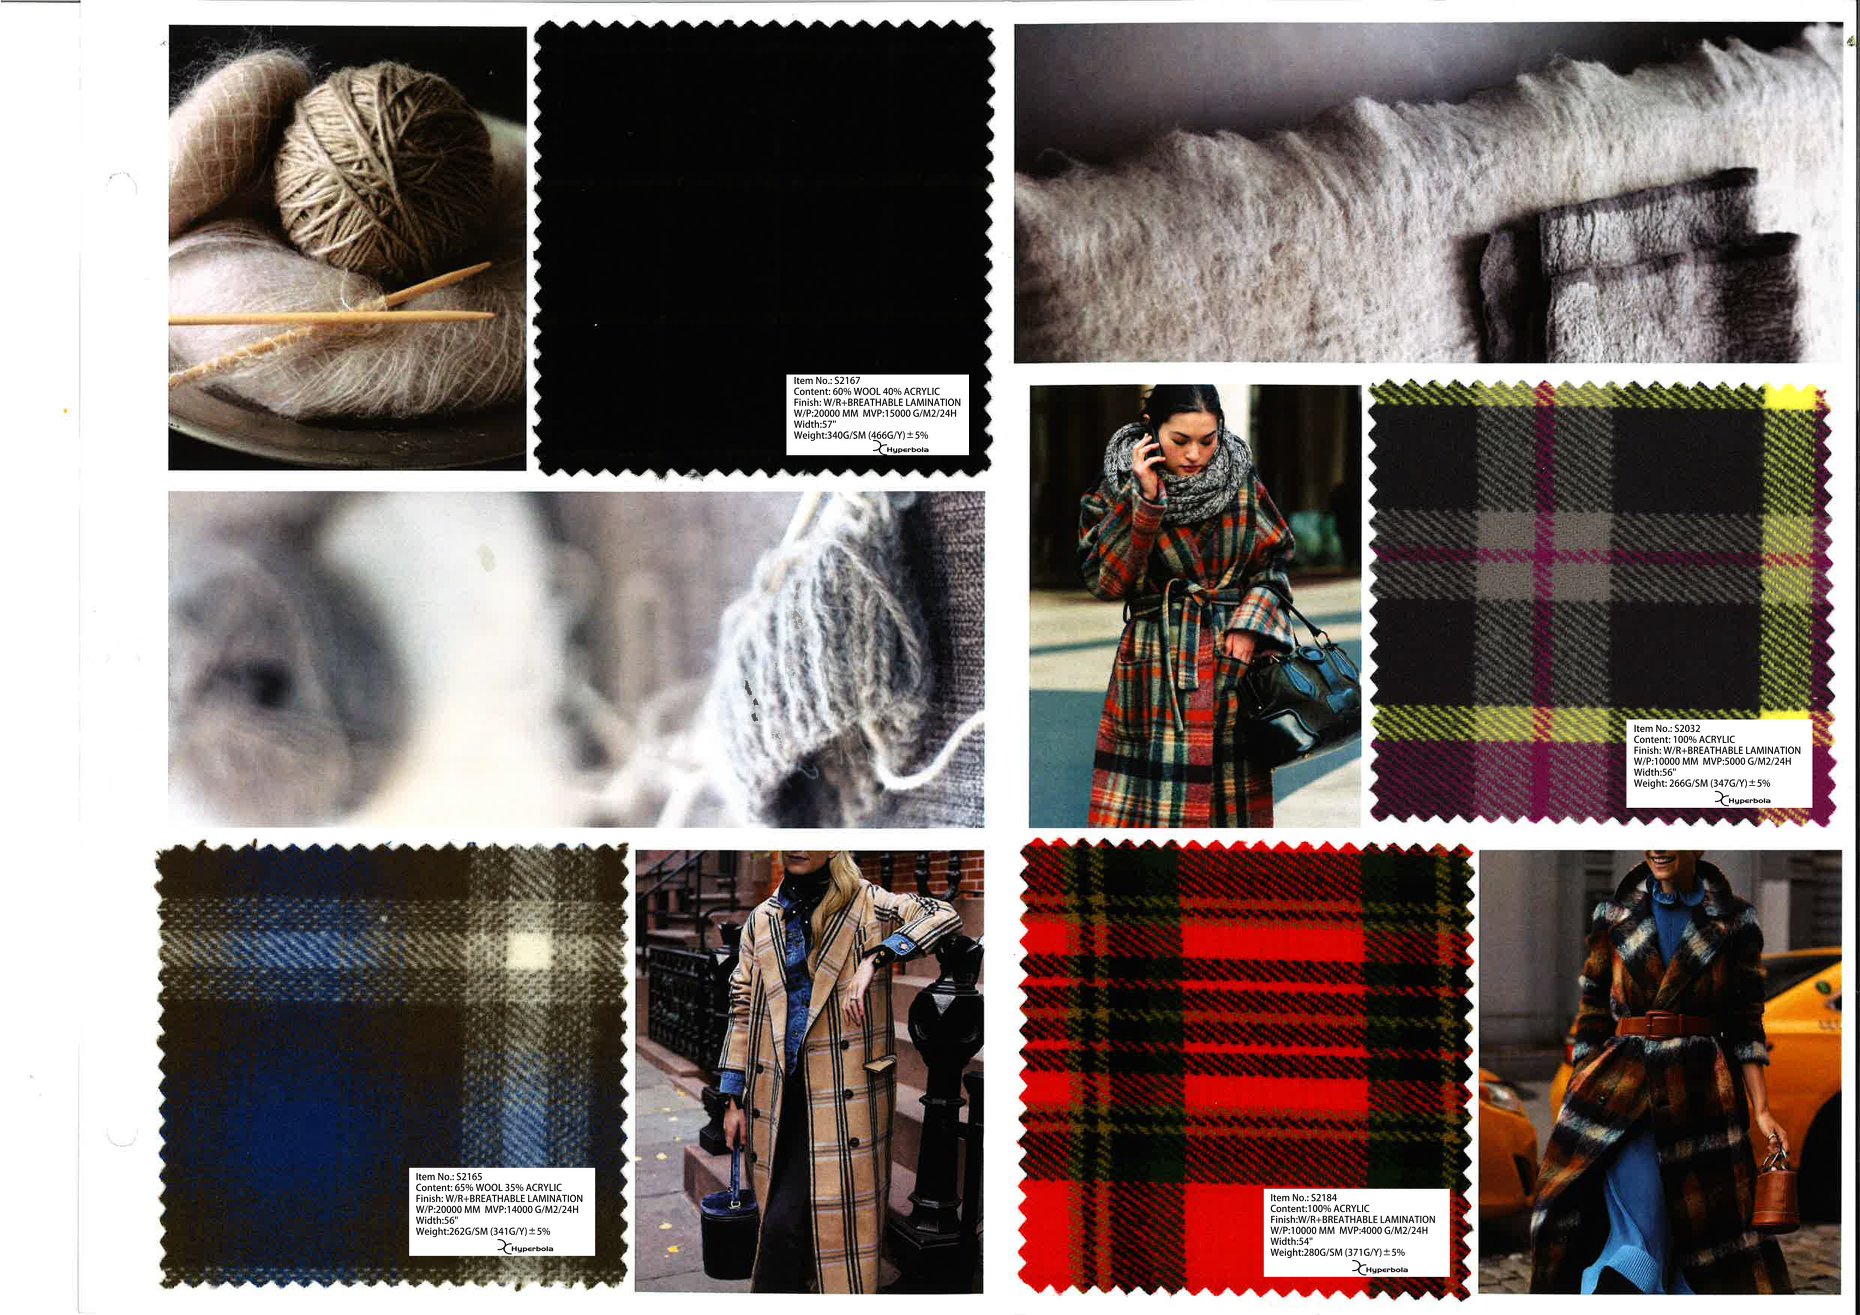 Item No.: S2167
Content: 60% WOOL 40% ACRYLIC
Finish: W/R+BREATHABLE LAMINATION
W/P:20000 MM MVP:15000 G/M2/24H
Width:57"
Weight:340G/SM (466G/Y)±5%
Hyperbola
Item No.: S2032
Content: 100% ACRYLIC
Finish: W/R+BREATHABLE LAMINATION
W/P:10000 MM MVP:5000 G/M2/24H
Width:56"
Weight: 266G/SM (347G/Y)±5%
Hyperbola
Item No.: S2165
Content: 65% WOOL 35% ACRYLIC
Finish: W/R+BREATHABLE LAMINATION
W/P:20000 MM MVP:14000 G/M2/24H
Width:56"
Weight:262G/SM (341G/Y)±5%
Hyperbola
Item No.: S2184
Content:100% ACRYLIC
Finish:W/R+BREATHABLE LAMINATION
W/P:10000 MM MVP:4000 G/M2/24H
Width:54"
Weight:280G/SM (371G/Y)±5%
Hyperbola